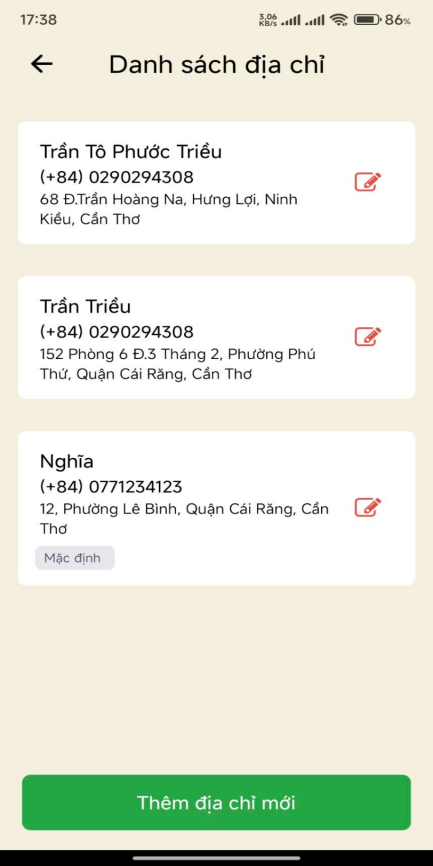 17:38
3,06
KB/s
86%
Danh sách địa chỉ
Trần Tô Phước Triều
(+84) 0290294308
68 Đ.Trần Hoàng Na, Hưng Lợi, Ninh
Kiều, Cần Thơ
Trần Triều
(+84) 0290294308
152 Phòng 6 Đ.3 Tháng 2, Phường Phú
Thứ, Quận Cái Răng, Cần Thơ
Nghĩa
(+84) 0771234123
12, Phường Lê Bình, Quận Cái Răng, Cần
Thơ
Mặc định
Thêm địa chỉ mới